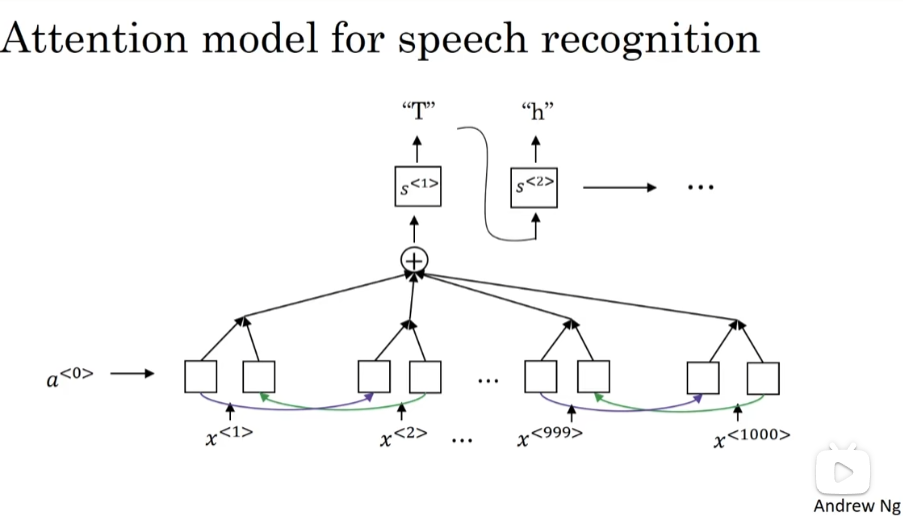 Attention model for speech recognition
“T” “h”
s<1> s<2> ...
+
a<0> ...
x<1> x<2> ... x<999> x<1000>
Andrew Ng